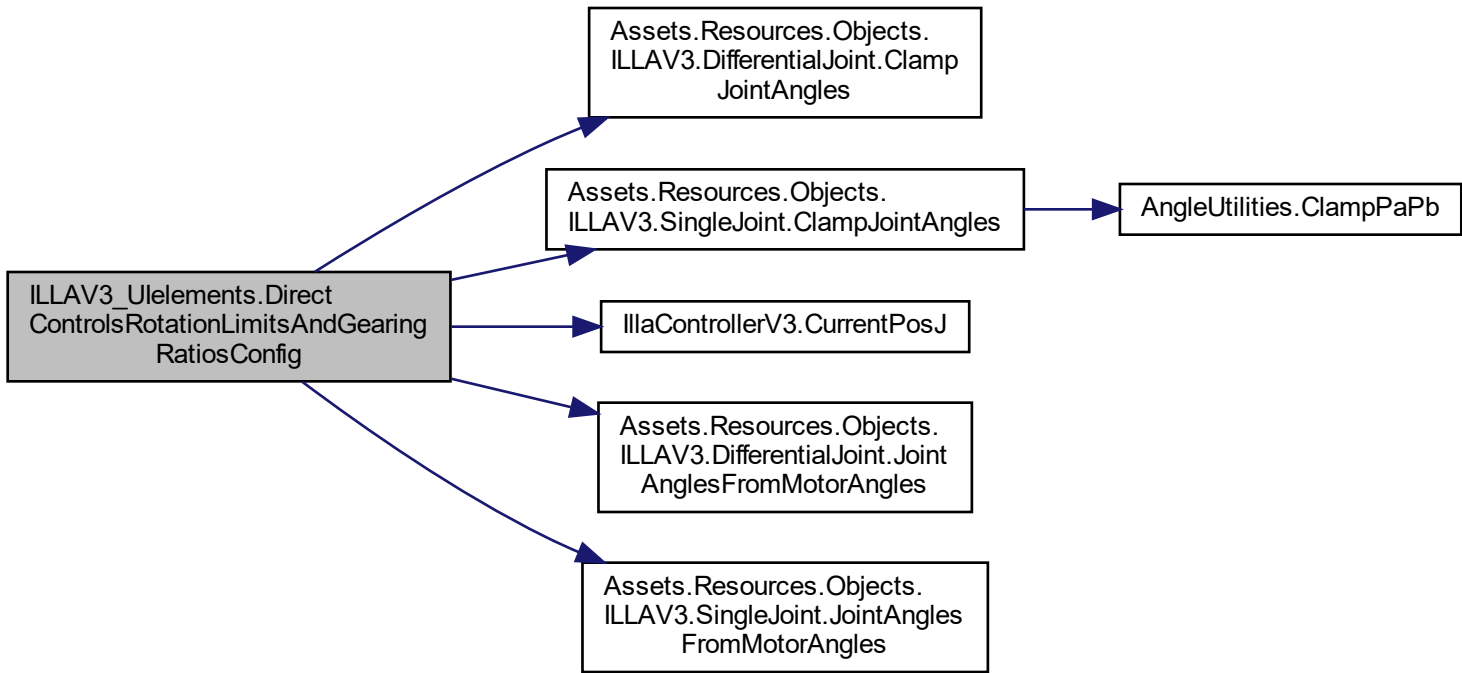 Assets.Resources.Objects.
ILLAV3.DifferentialJoint.Clamp
JointAngles
Assets.Resources.Objects.
ILLAV3.SingleJoint.ClampJointAngles
AngleUtilities.ClampPaPb
ILLAV3_UIelements.Direct
ControlsRotationLimitsAndGearing
RatiosConfig
IllaControllerV3.CurrentPosJ
Assets.Resources.Objects.
ILLAV3.DifferentialJoint.Joint
AnglesFromMotorAngles
Assets.Resources.Objects.
ILLAV3.SingleJoint.JointAngles
FromMotorAngles